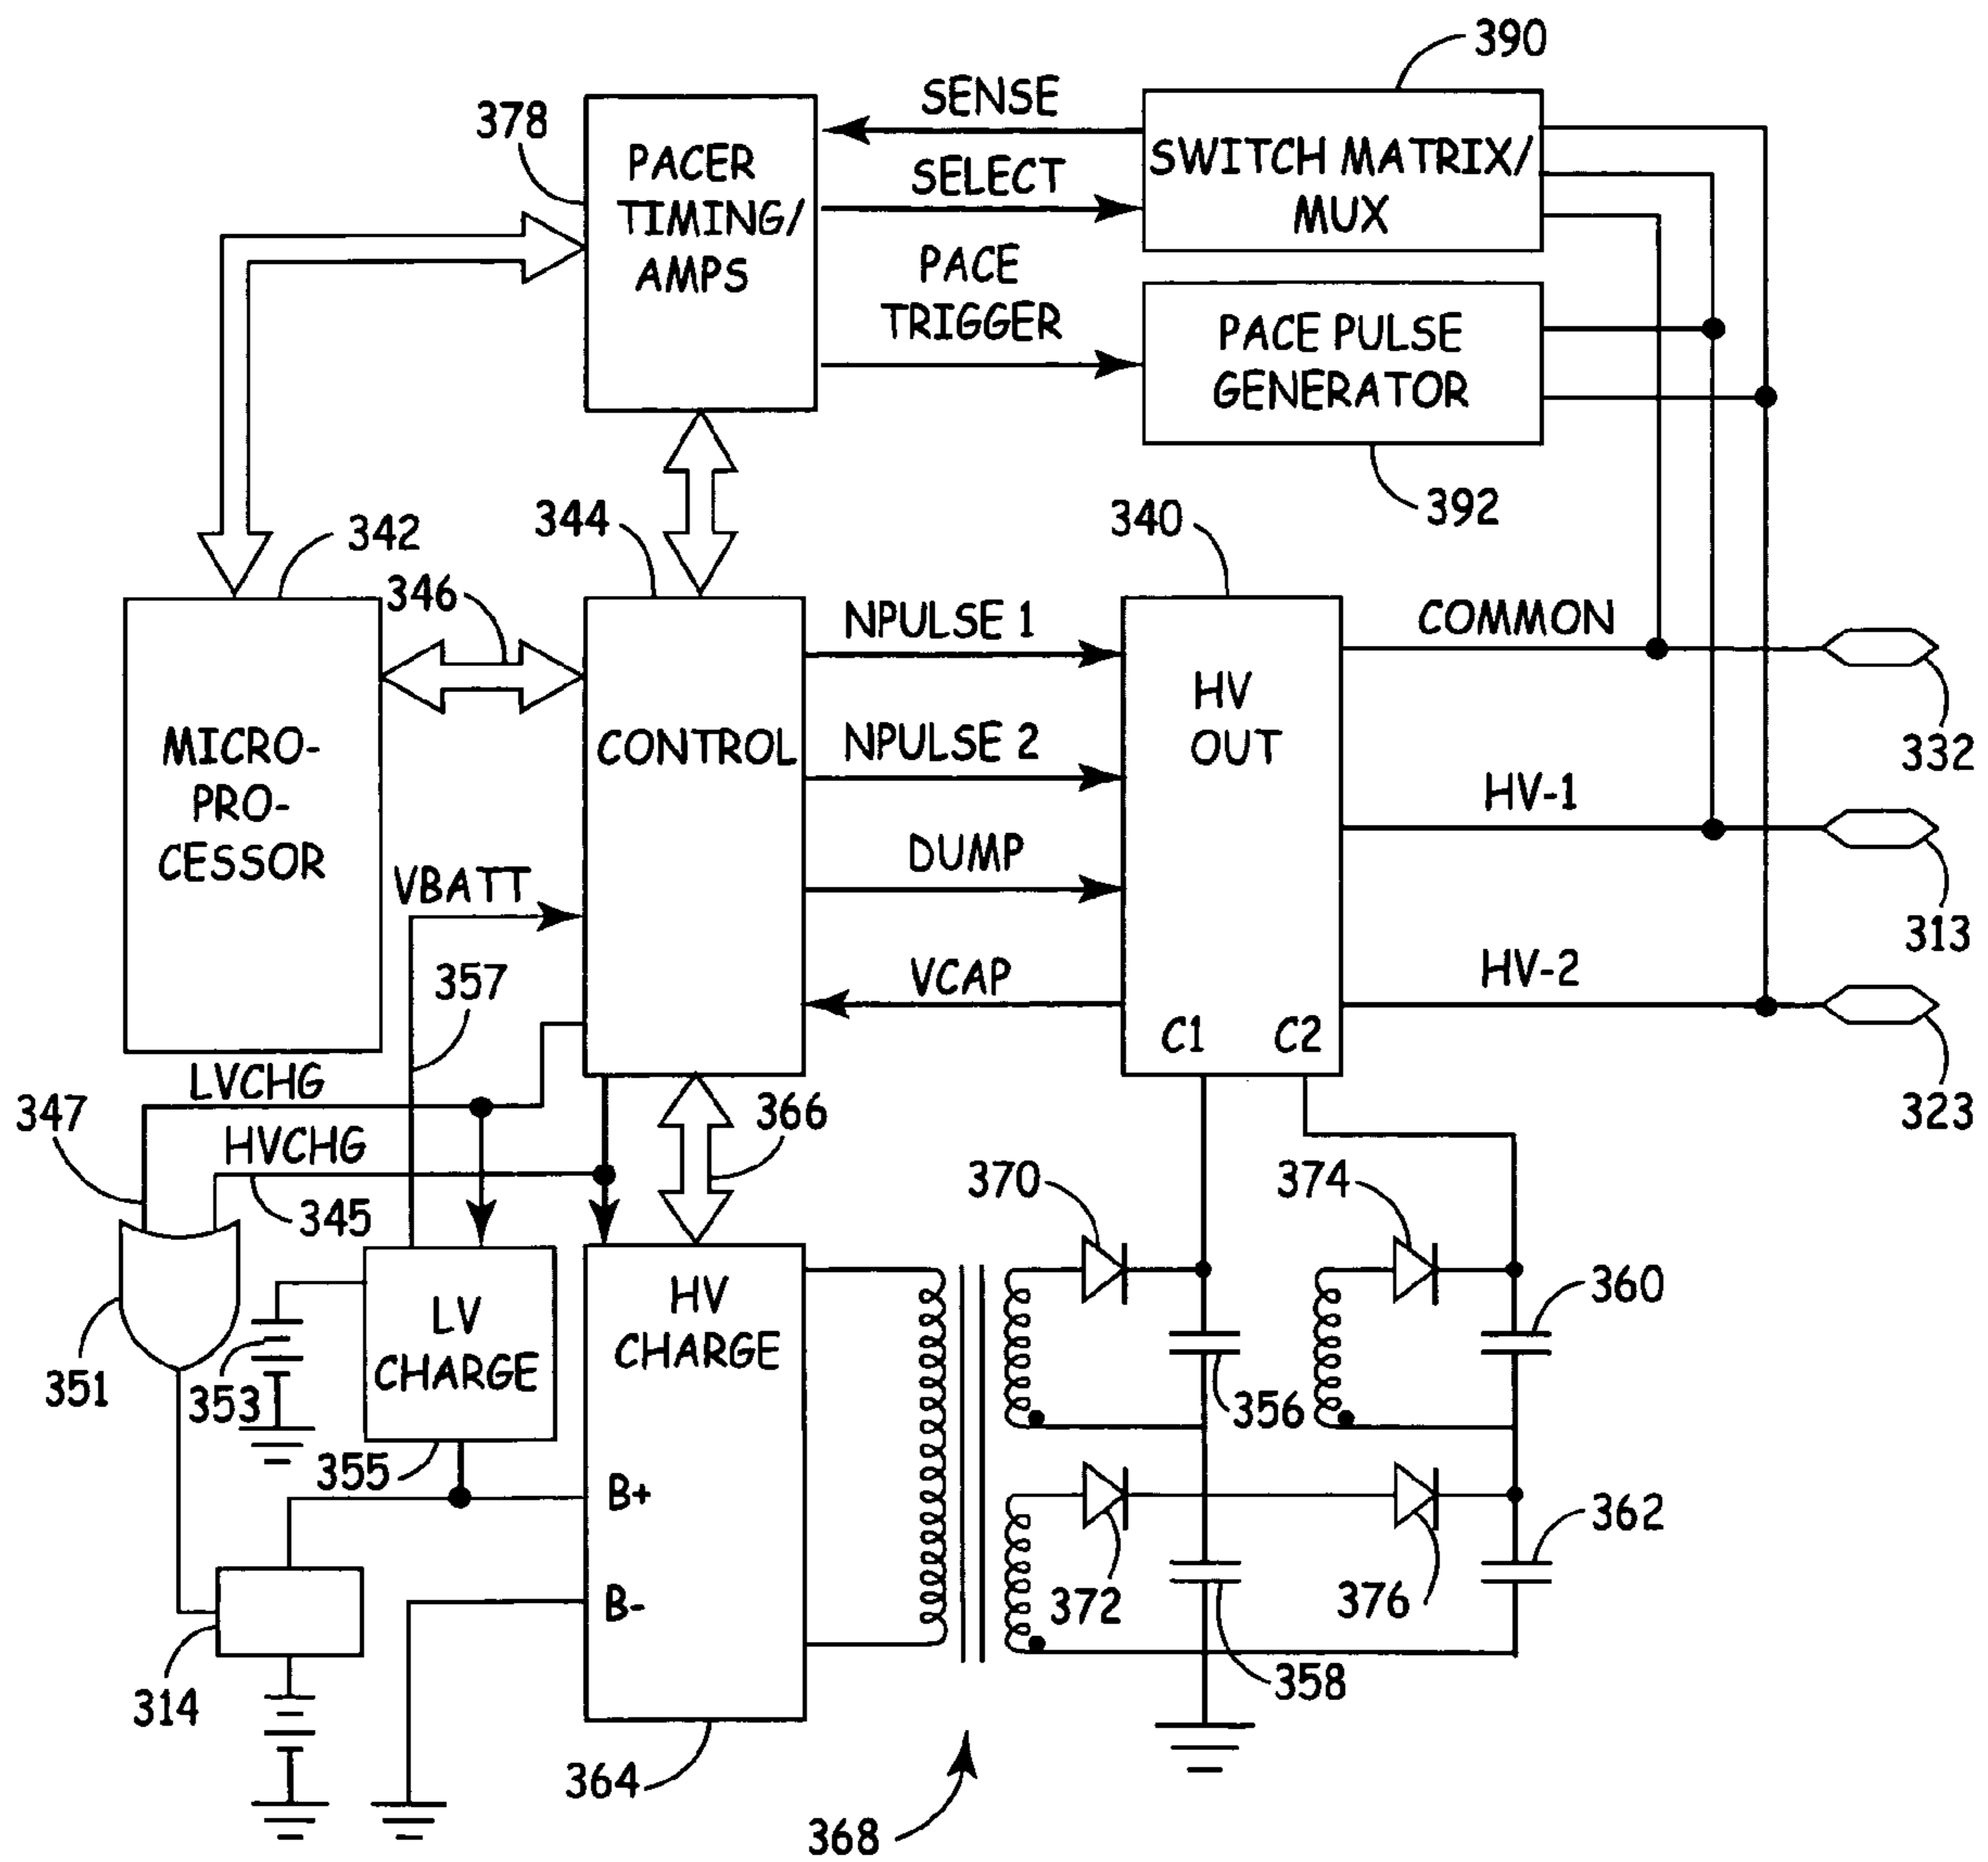 390
SENSE
378
PACER
TIMING/
AMPS
SELECT
SWITCH MATRIX/
MUX
PACE
TRIGGER
PACE PULSE
GENERATOR
392
342
344
340
346
MICRO-
PRO-
CESSOR
CONTROL
NPULSE 1
NPULSE 2
DUMP
VCAP
HV
OUT
C1
C2
COMMON
332
HV-1
313
HV-2
323
VBATT
357
LVCHG
347
HVCHG
345
366
370
374
351
353
LV
CHARGE
355
HV
CHARGE
B+
B-
356
360
372
376
362
358
314
364
368